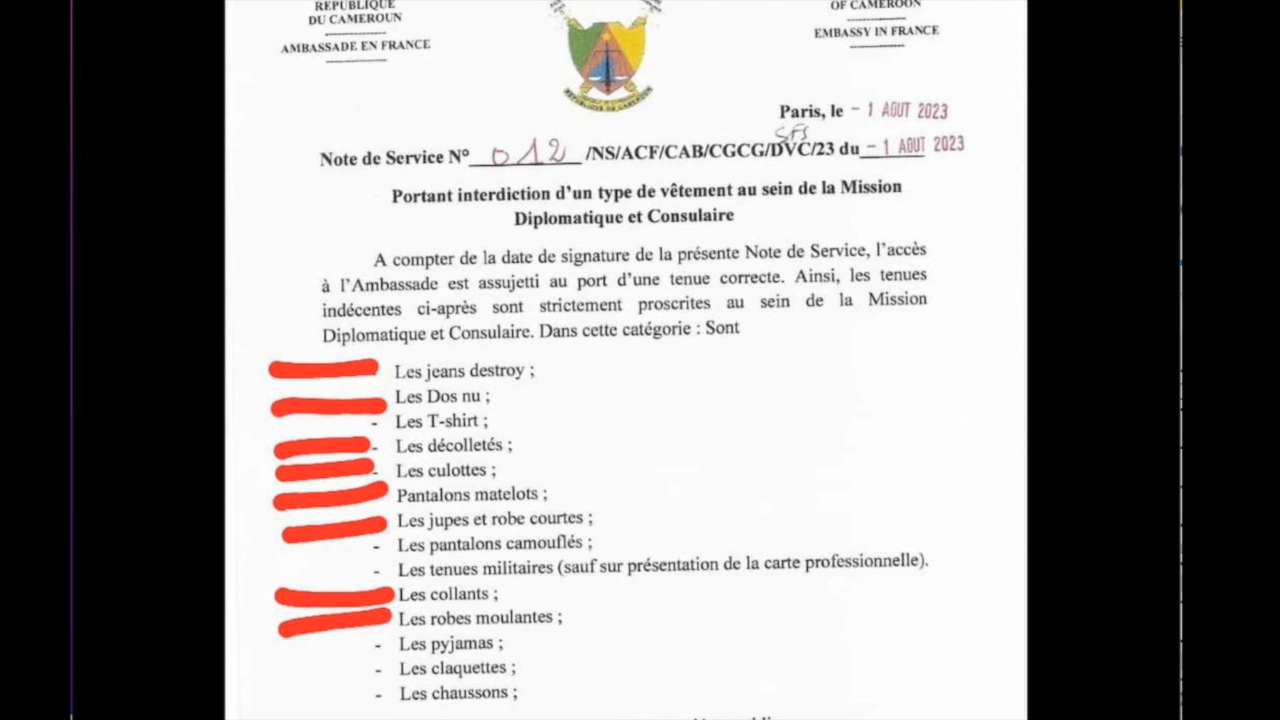 RÉPUBLIQUE
DU CAMEROUN
AMBASSADE EN FRANCE
OF CAMEROON
EMBASSY IN FRANCE
REPUBLIQUE DU CAMEROUN
Paris, le - 1 AOUT 2023
SFS
Note de Service N° 012 /NS/ACF/CAB/CGCG/DVC/23 du - 1 AOUT 2023
Portant interdiction d'un type de vêtement au sein de la Mission
Diplomatique et Consulaire
A compter de la date de signature de la présente Note de Service, l'accès
à l'Ambassade est assujetti au port d'une tenue correcte. Ainsi, les tenues
indécentes ci-après sont strictement proscrites au sein de la Mission
Diplomatique et Consulaire. Dans cette catégorie : Sont
Les jeans destroy ;
Les Dos nu ;
- Les T-shirt ;
- Les décolletés ;
- Les culottes ;
Pantalons matelots ;
Les jupes et robe courtes ;
- Les pantalons camouflés ;
- Les tenues militaires (sauf sur présentation de la carte professionnelle).
Les collants ;
Les robes moulantes ;
- Les pyjamas ;
- Les claquettes ;
- Les chaussons ;